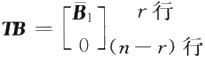 TB = [ B̄₁ ] r 行
[ 0 ] (n − r) 行